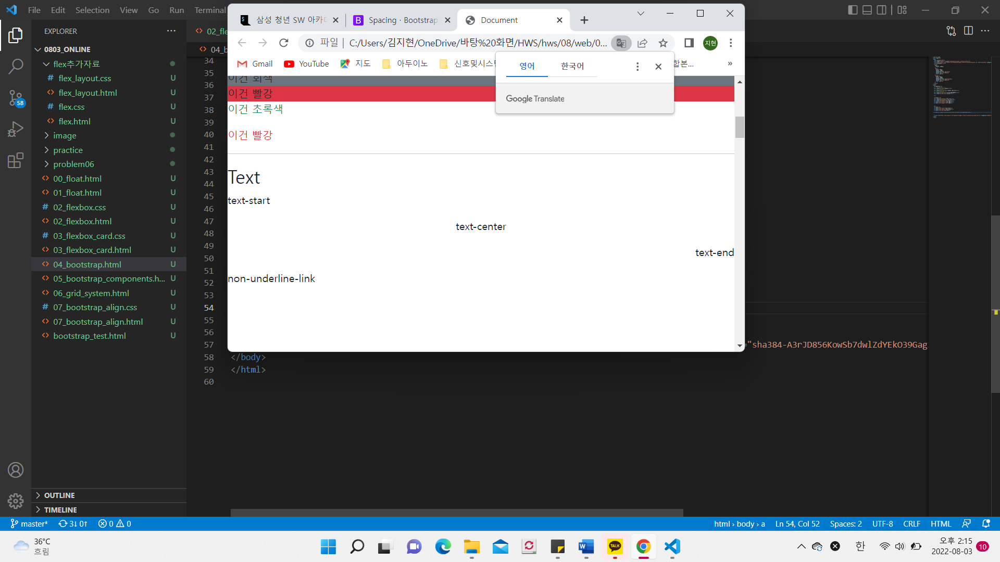 File Edit Selection View Go Run Terminal
EXPLORER
0803_ONLINE
flex추가자료
flex_layout.css U
flex_layout.html U
flex.css U
flex.html U
image
practice
problem06
00_float.html U
01_float.html U
02_flexbox.css U
02_flexbox.html U
03_flexbox_card.css U
03_flexbox_card.html U
04_bootstrap.html U
05_bootstrap_components.h... U
06_grid_system.html U
07_bootstrap_align.css U
07_bootstrap_align.html U
bootstrap_test.html U
OUTLINE
TIMELINE
58
02_fle
04_b
34
35
36
37
38
39
40
41
42
43
44
45
46
47
48
49
50
51
52
53
54
55
56
57
58 </body>
59 </html>
60
="sha384-A3rJD856KowSb7dwlZdYEkO39Gag
삼성 청년 SW 아카
Spacing · Bootstrap
Document
파일 | C:/Users/김지현/OneDrive/바탕%20화면/HWS/hws/08/web/0...
지현
Gmail YouTube 지도 아두이노 신호및시스 합본... »
영어 한국어
Google Translate
이건 회색
이건 빨강
이건 초록색
이건 빨강
Text
text-start
text-center
text-end
non-underline-link
master* 3↓ 0↑ 0 0
html › body › a Ln 54, Col 52 Spaces: 2 UTF-8 CRLF HTML
36°C
흐림
TALK
한
오후 2:15
2022-08-03
10